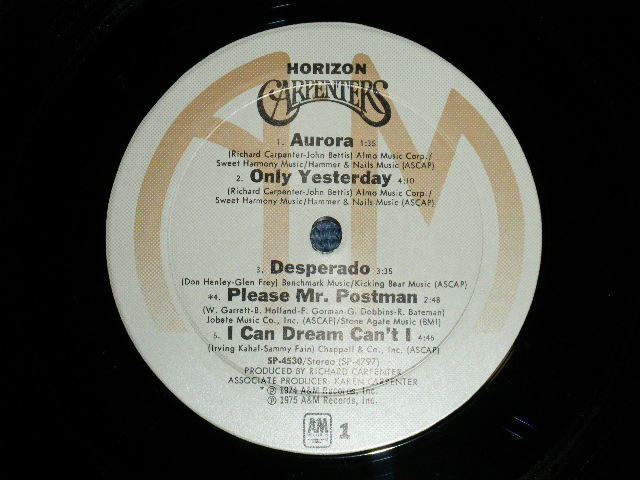 HORIZON
CARPENTERS
1. Aurora 1:35
(Richard Carpenter-John Bettis) Almo Music Corp./
Sweet Harmony Music/Hammer & Nails Music (ASCAP)
2. Only Yesterday 4:10
(Richard Carpenter-John Bettis) Almo Music Corp./
Sweet Harmony Music/Hammer & Nails Music (ASCAP)
3. Desperado 3:35
(Don Henley-Glen Frey) Benchmark Music/Kicking Bear Music (ASCAP)
*4. Please Mr. Postman 2:48
(W. Garrett-B. Holland-F. Gorman-G. Dobbins-R. Bateman)
Jobete Music Co., Inc. (ASCAP)/Stone Agate Music (BMI)
5. I Can Dream Can't I 4:46
(Irving Kahal-Sammy Fain) Chappell & Co., Inc. (ASCAP)
SP-4530/Stereo (SP-4797)
PRODUCED BY RICHARD CARPENTER
ASSOCIATE PRODUCER: KAREN CARPENTER
* ℗ 1974 A&M Records, Inc.
℗ 1975 A&M Records, Inc.
A&M
1